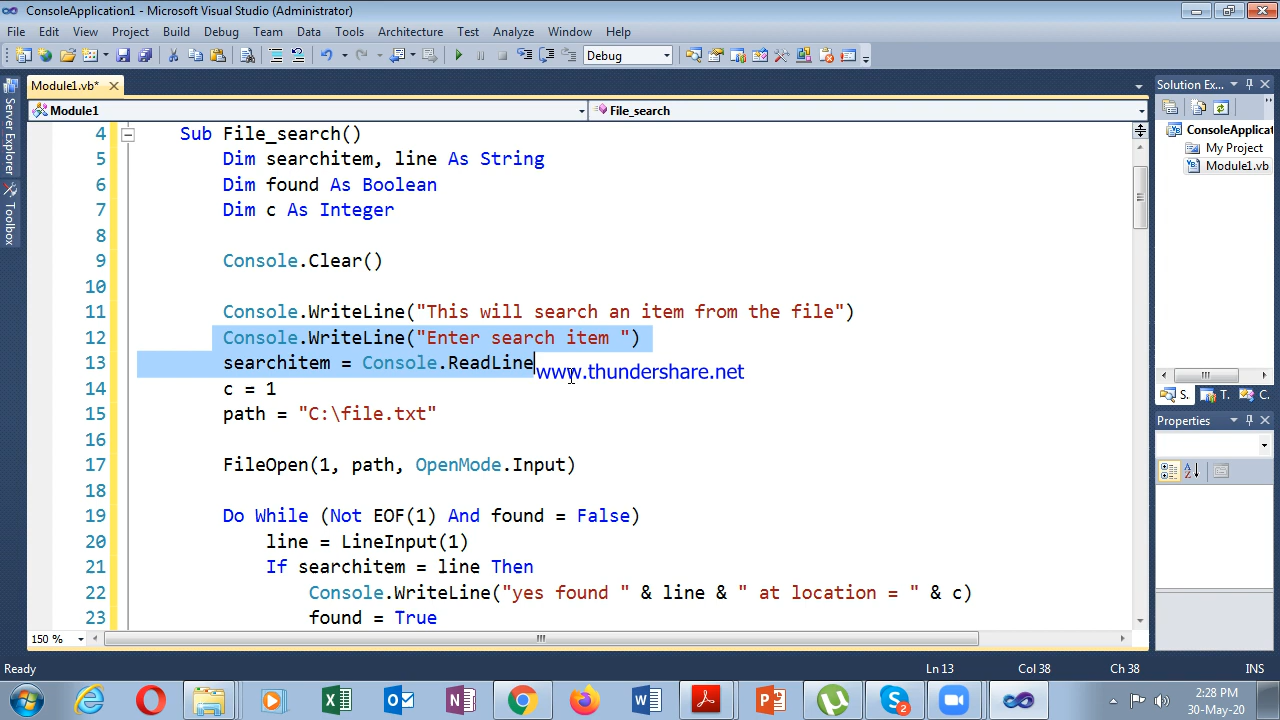 ConsoleApplication1 - Microsoft Visual Studio (Administrator)
File Edit View Project Build Debug Team Data Tools Architecture Test Analyze Window Help
Debug
Module1.vb*
Solution Ex...
Module1
File_search
Server Explorer
Toolbox
ConsoleApplicat
My Project
Module1.vb
4 Sub File_search()
5 Dim searchitem, line As String
6 Dim found As Boolean
7 Dim c As Integer
8
9 Console.Clear()
10
11 Console.WriteLine("This will search an item from the file")
12 Console.WriteLine("Enter search item ")
13 searchitem = Console.ReadLine
www.thundershare.net
14 c = 1
15 path = "C:\file.txt"
16
17 FileOpen(1, path, OpenMode.Input)
18
19 Do While (Not EOF(1) And found = False)
20 line = LineInput(1)
21 If searchitem = line Then
22 Console.WriteLine("yes found " & line & " at location = " & c)
23 found = True
S. T. C.
Properties
150 %
Ready
Ln 13 Col 38 Ch 38 INS
2
2:28 PM
30-May-20